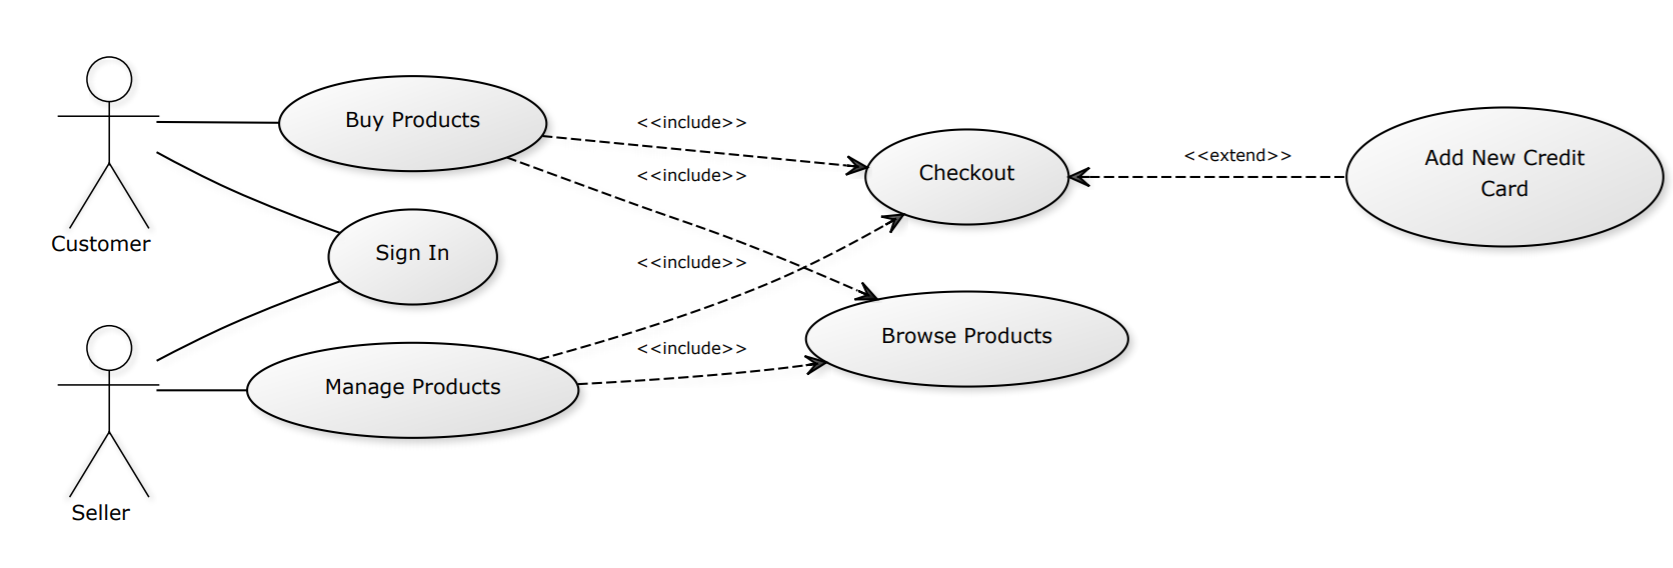 Customer
Buy Products
<<include>>
Checkout
<<extend>>
Add New Credit
Card
<<include>>
Sign In
<<include>>
Browse Products
<<include>>
Manage Products
Seller